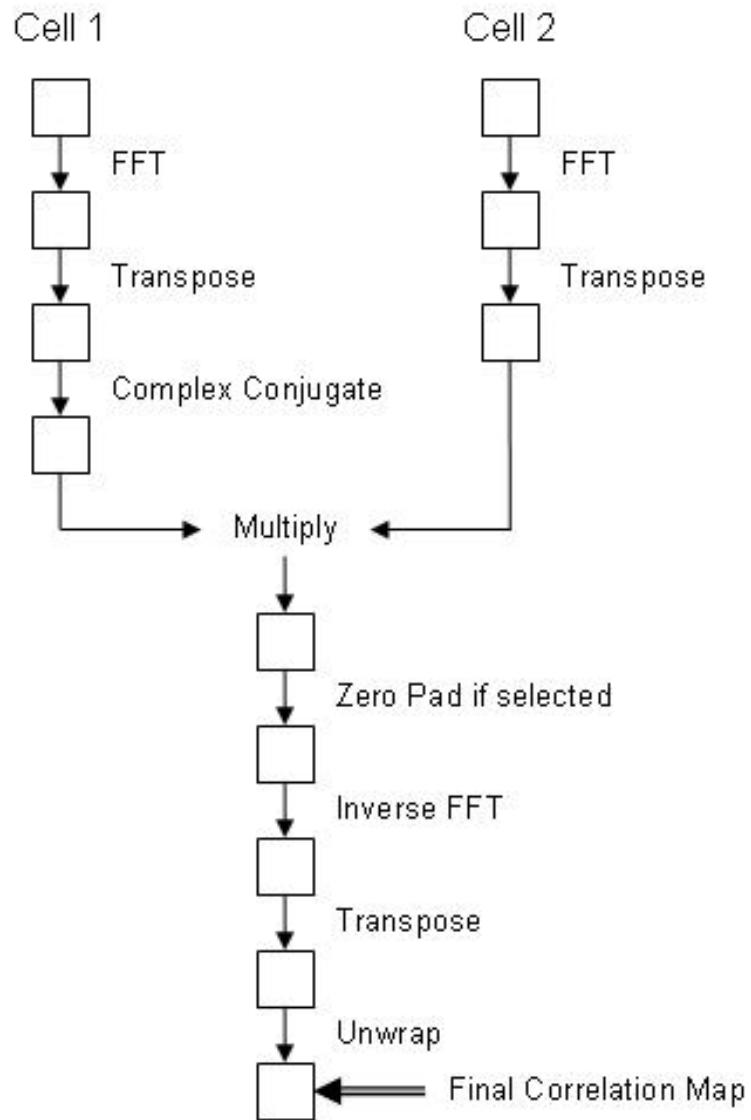 Cell 1
Cell 2
FFT
FFT
Transpose
Transpose
Complex Conjugate
Multiply
Zero Pad if selected
Inverse FFT
Transpose
Unwrap
Final Correlation Map